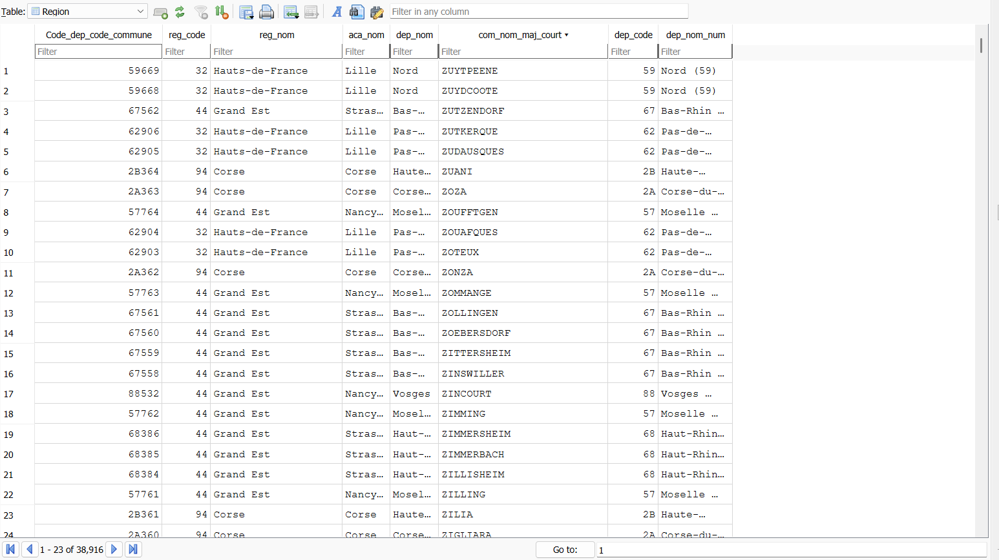 Table: Region Filter in any column
Code_dep_code_commune reg_code reg_nom aca_nom dep_nom com_nom_maj_court dep_code dep_nom_num
Filter Filter Filter Filter Filter Filter Filter Filter
1 59669 32 Hauts-de-France Lille Nord ZUYTPEENE 59 Nord (59)
2 59668 32 Hauts-de-France Lille Nord ZUYDCOOTE 59 Nord (59)
3 67562 44 Grand Est Stras… Bas-… ZUTZENDORF 67 Bas-Rhin …
4 62906 32 Hauts-de-France Lille Pas-… ZUTKERQUE 62 Pas-de-…
5 62905 32 Hauts-de-France Lille Pas-… ZUDAUSQUES 62 Pas-de-…
6 2B364 94 Corse Corse Haute… ZUANI 2B Haute-…
7 2A363 94 Corse Corse Corse… ZOZA 2A Corse-du-…
8 57764 44 Grand Est Nancy… Mosel… ZOUFFTGEN 57 Moselle …
9 62904 32 Hauts-de-France Lille Pas-… ZOUAFQUES 62 Pas-de-…
10 62903 32 Hauts-de-France Lille Pas-… ZOTEUX 62 Pas-de-…
11 2A362 94 Corse Corse Corse… ZONZA 2A Corse-du-…
12 57763 44 Grand Est Nancy… Mosel… ZOMMANGE 57 Moselle …
13 67561 44 Grand Est Stras… Bas-… ZOLLINGEN 67 Bas-Rhin …
14 67560 44 Grand Est Stras… Bas-… ZOEBERSDORF 67 Bas-Rhin …
15 67559 44 Grand Est Stras… Bas-… ZITTERSHEIM 67 Bas-Rhin …
16 67558 44 Grand Est Stras… Bas-… ZINSWILLER 67 Bas-Rhin …
17 88532 44 Grand Est Nancy… Vosges ZINCOURT 88 Vosges …
18 57762 44 Grand Est Nancy… Mosel… ZIMMING 57 Moselle …
19 68386 44 Grand Est Stras… Haut-… ZIMMERSHEIM 68 Haut-Rhin…
20 68385 44 Grand Est Stras… Haut-… ZIMMERBACH 68 Haut-Rhin…
21 68384 44 Grand Est Stras… Haut-… ZILLISHEIM 68 Haut-Rhin…
22 57761 44 Grand Est Nancy… Mosel… ZILLING 57 Moselle …
23 2B361 94 Corse Corse Haute… ZILIA 2B Haute-…
24 2A360 94 Corse Corse Corse… ZIGLIARA 2A Corse-du-…
1 - 23 of 38,916 Go to: 1